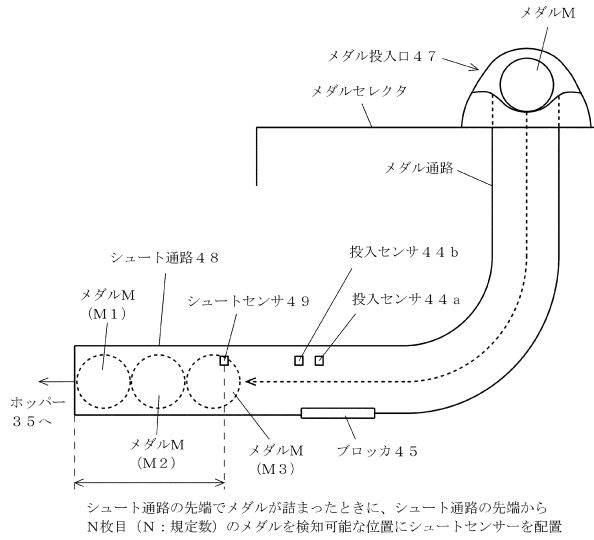 メダルM
メダル投入口４７
メダルセレクタ
メダル通路
シュート通路４８
投入センサ４４ｂ
メダルM
（M１）
シュートセンサ４９
投入センサ４４ａ
ホッパー
３５へ
メダルM
（M２）
メダルM
（M３）
ブロッカ４５
シュート通路の先端でメダルが詰まったときに、シュート通路の先端から
N枚目（N：規定数）のメダルを検知可能な位置にシュートセンサーを配置